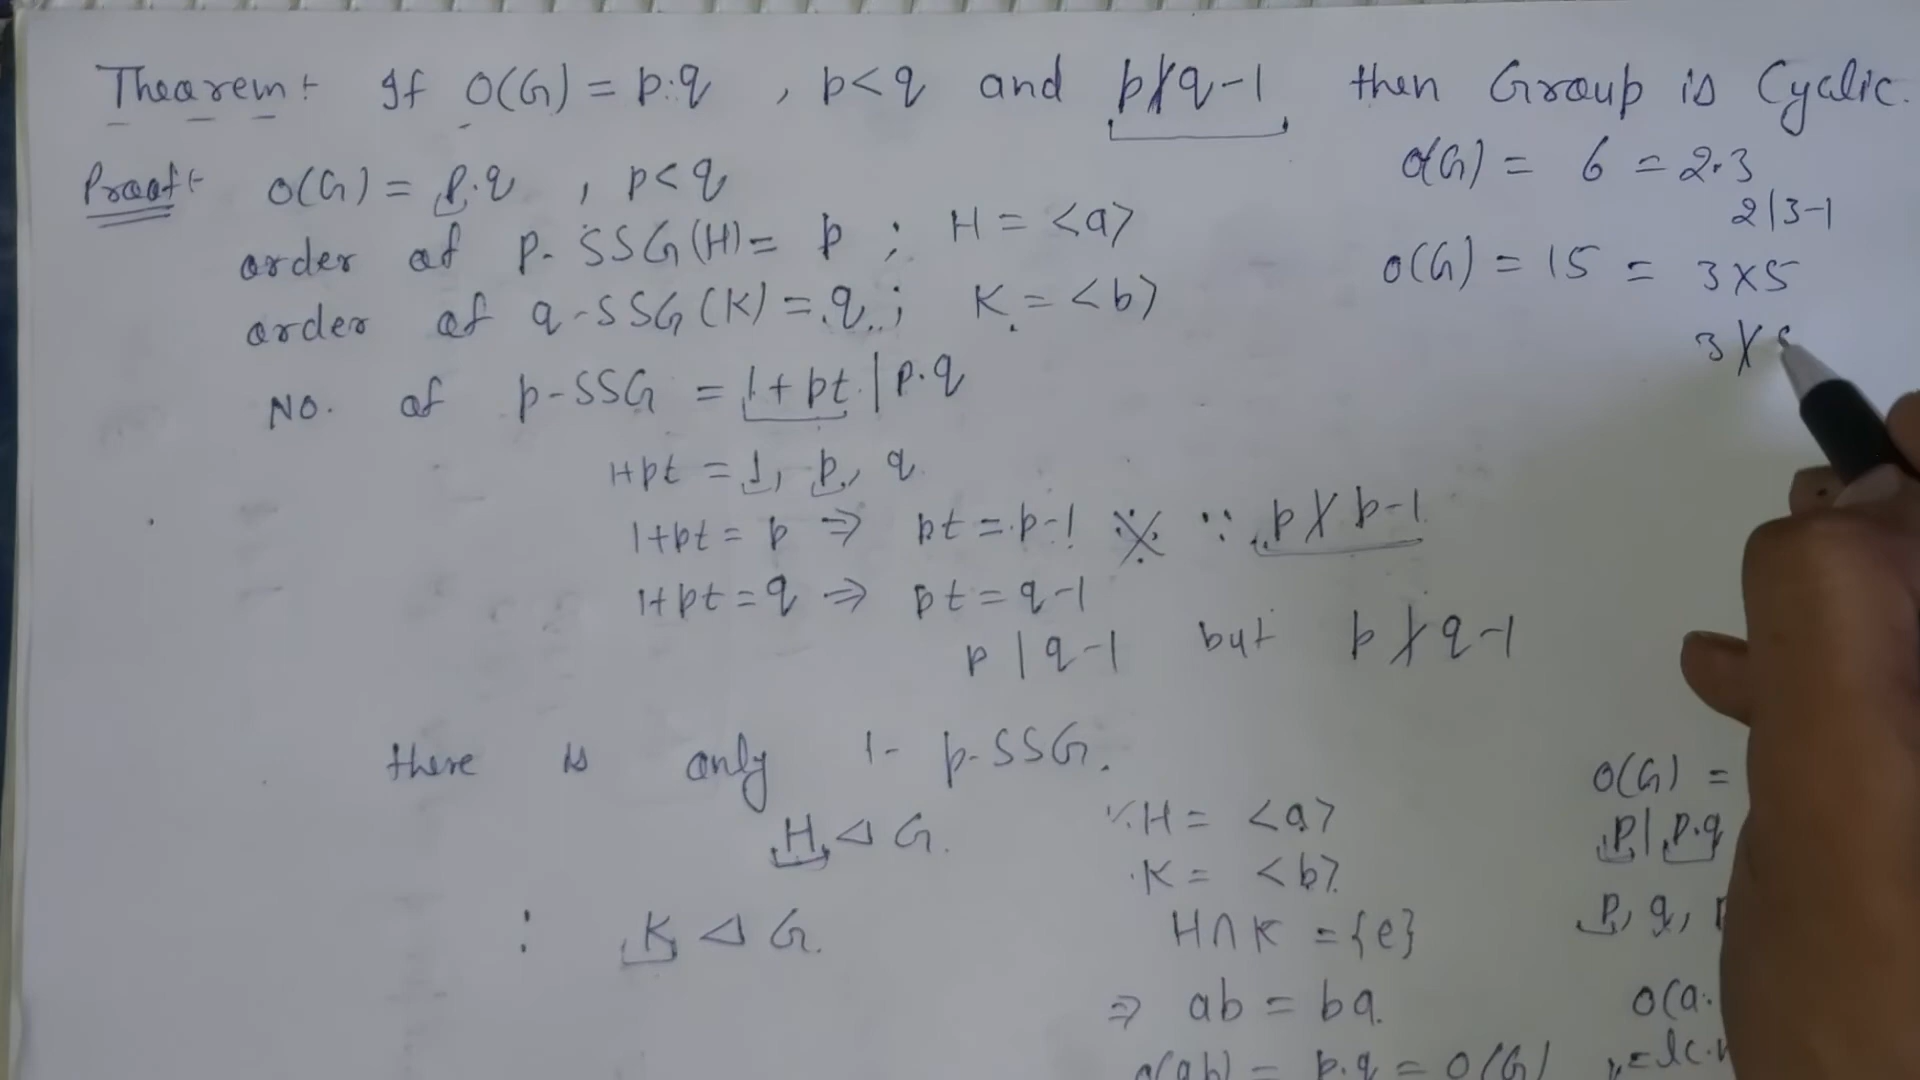 Theorem :- If O(G) = p.q , p<q and p∤q-1 then Group is Cyclic.
Proof :- O(G) = p.q , p<q
order of p-SSG(H) = p ; H = <a>
order of q-SSG(K) = q ; K = <b>
No. of p-SSG = 1+pt | p.q
1+pt = 1, p, q
1+pt = p ⇒ pt = p-1 ※ ∵ p∤p-1
1+pt = q ⇒ pt = q-1
p | q-1 but p∤q-1
there is only 1- p-SSG.
H ◁ G.
: K ◁ G.
O(G) = 6 = 2.3
2|3-1
O(G) = 15 = 3×5
3∤
H = <a>
K = <b>
H∩K = {e}
⇒ ab = ba.
o(ab) = p.q = O(G)
O(G) =
p | p.q
p, q,
O(a.